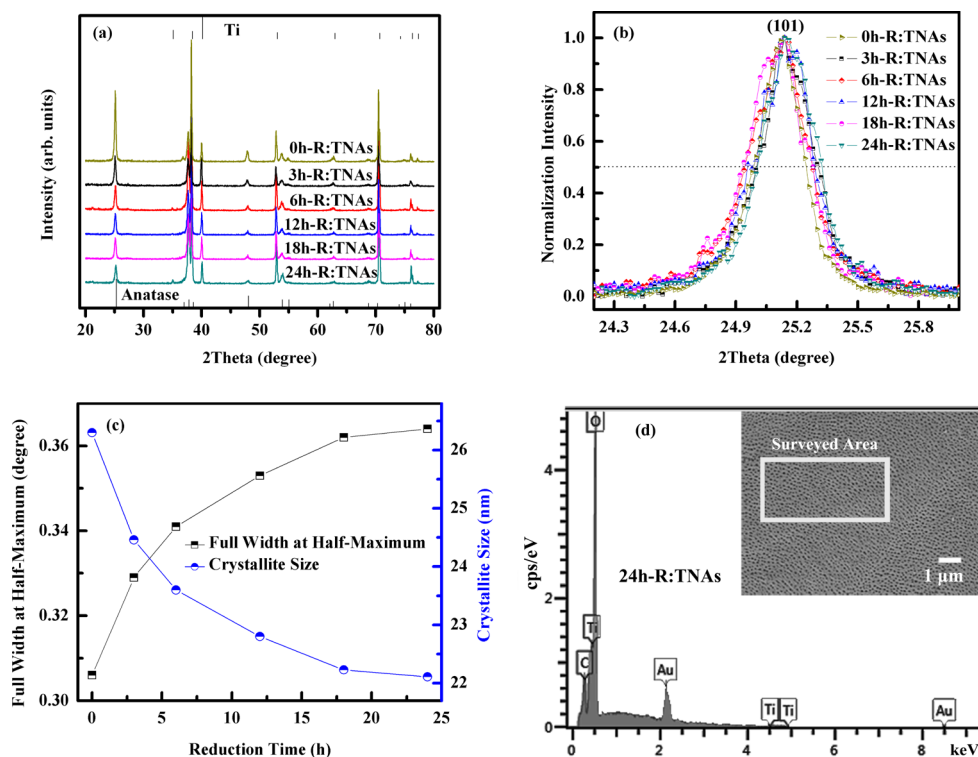 (a)
Ti
0h-R:TNAs
3h-R:TNAs
6h-R:TNAs
12h-R:TNAs
18h-R:TNAs
24h-R:TNAs
Anatase
20 30 40 50 60 70 80
2Theta (degree)
Intensity (arb. units)
(b)
(101)
0h-R:TNAs
3h-R:TNAs
6h-R:TNAs
12h-R:TNAs
18h-R:TNAs
24h-R:TNAs
1.0
0.8
0.6
0.4
0.2
0.0
24.3 24.6 24.9 25.2 25.5 25.8
2Theta (degree)
Normalization Intensity
(c)
0.36
0.34
0.32
0.30
Full Width at Half-Maximum (degree)
Full Width at Half-Maximum
Crystallite Size
26
25
24
23
22
Crystallite Size (nm)
0 5 10 15 20 25
Reduction Time (h)
(d)
Surveyed Area
1 µm
24h-R:TNAs
O
Ti
C
Au
Ti Ti
Au
4
2
0
cps/eV
0 2 4 6 8 keV